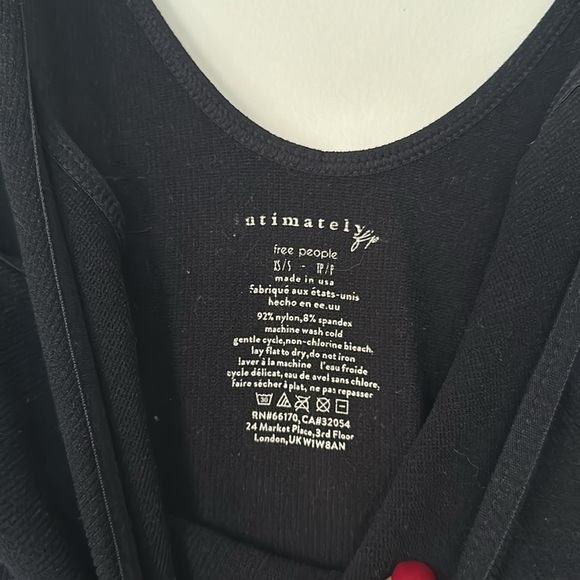 intimately fp
free people
XS/S - TP/P
made in usa
fabriqué aux états-unis
hecho en ee.uu
92% nylon,8% spandex
machine wash cold
gentle cycle,non-chlorine bleach,
lay flat to dry,do not iron
laver à la machine l'eau froide
cycle délicat, eau de avel sans chlore,
faire sécher à plat, ne pas repasser
30
RN#66170, CA#32054
24 Market Place,3rd Floor
London,UKW1W8AN